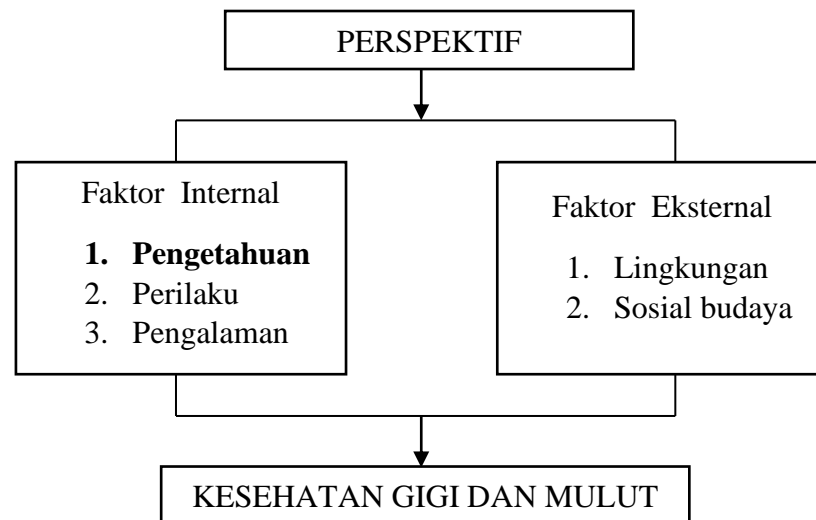 PERSPEKTIF
Faktor Internal
1. Pengetahuan
2. Perilaku
3. Pengalaman
Faktor Eksternal
1. Lingkungan
2. Sosial budaya
KESEHATAN GIGI DAN MULUT